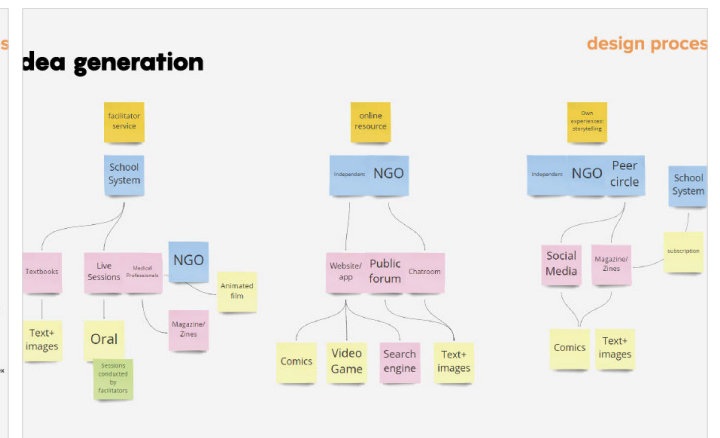 s
design proces
dea generation
facilitator
service
School
System
Textbooks
Live
Sessions
Medical
Professionals
NGO
Animated
film
Magazine/
Zines
Text+
images
Oral
Sessions
conducted
by
facilitators
online
resource
Independent
NGO
Website/
app
Public
forum
Chatroom
Comics
Video
Game
Search
engine
Text+
images
Own
experiences:
storytelling
Independent
NGO
Peer
circle
School
System
Social
Media
Magazine/
Zines
subscription
Comics
Text+
images